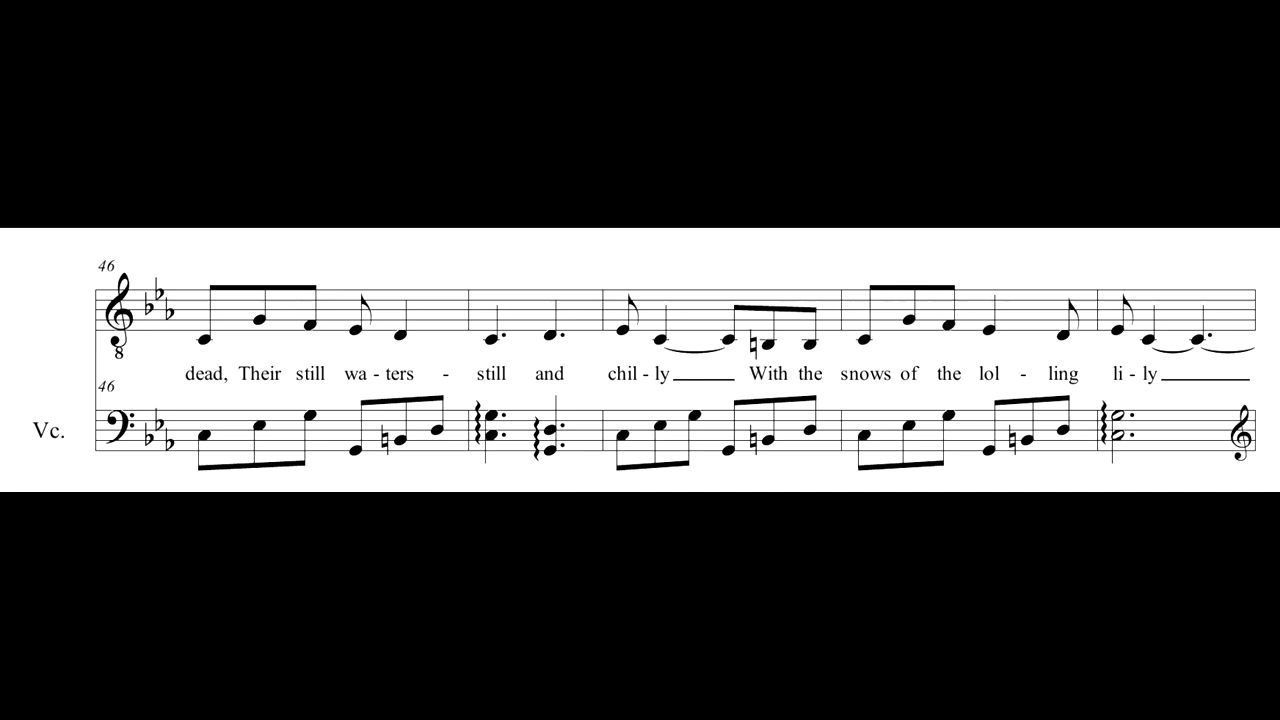 46
8
dead, Their still wa - ters - still and chil - ly With the snows of the lol - ling li - ly
46
Vc.